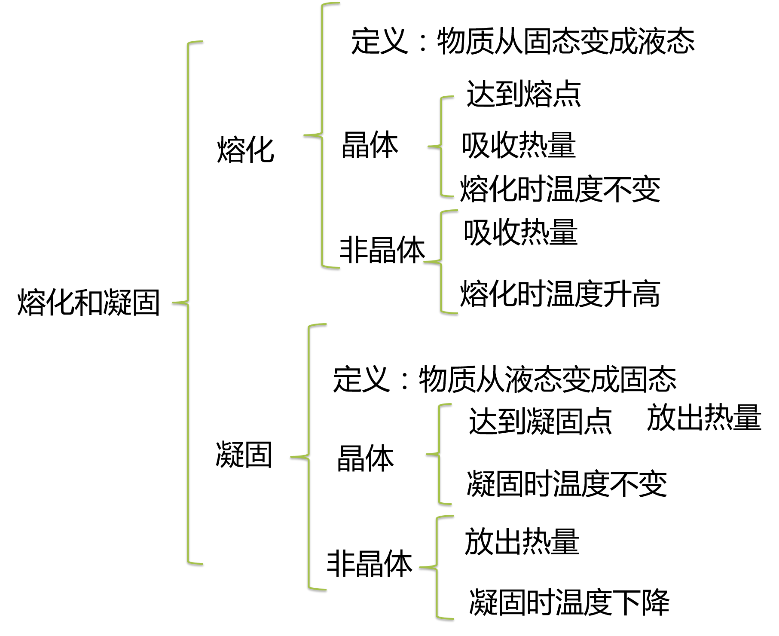 熔化和凝固
熔化
定义：物质从固态变成液态
晶体
达到熔点
吸收热量
熔化时温度不变
非晶体
吸收热量
熔化时温度升高
凝固
定义：物质从液态变成固态
晶体
达到凝固点 放出热量
凝固时温度不变
非晶体
放出热量
凝固时温度下降